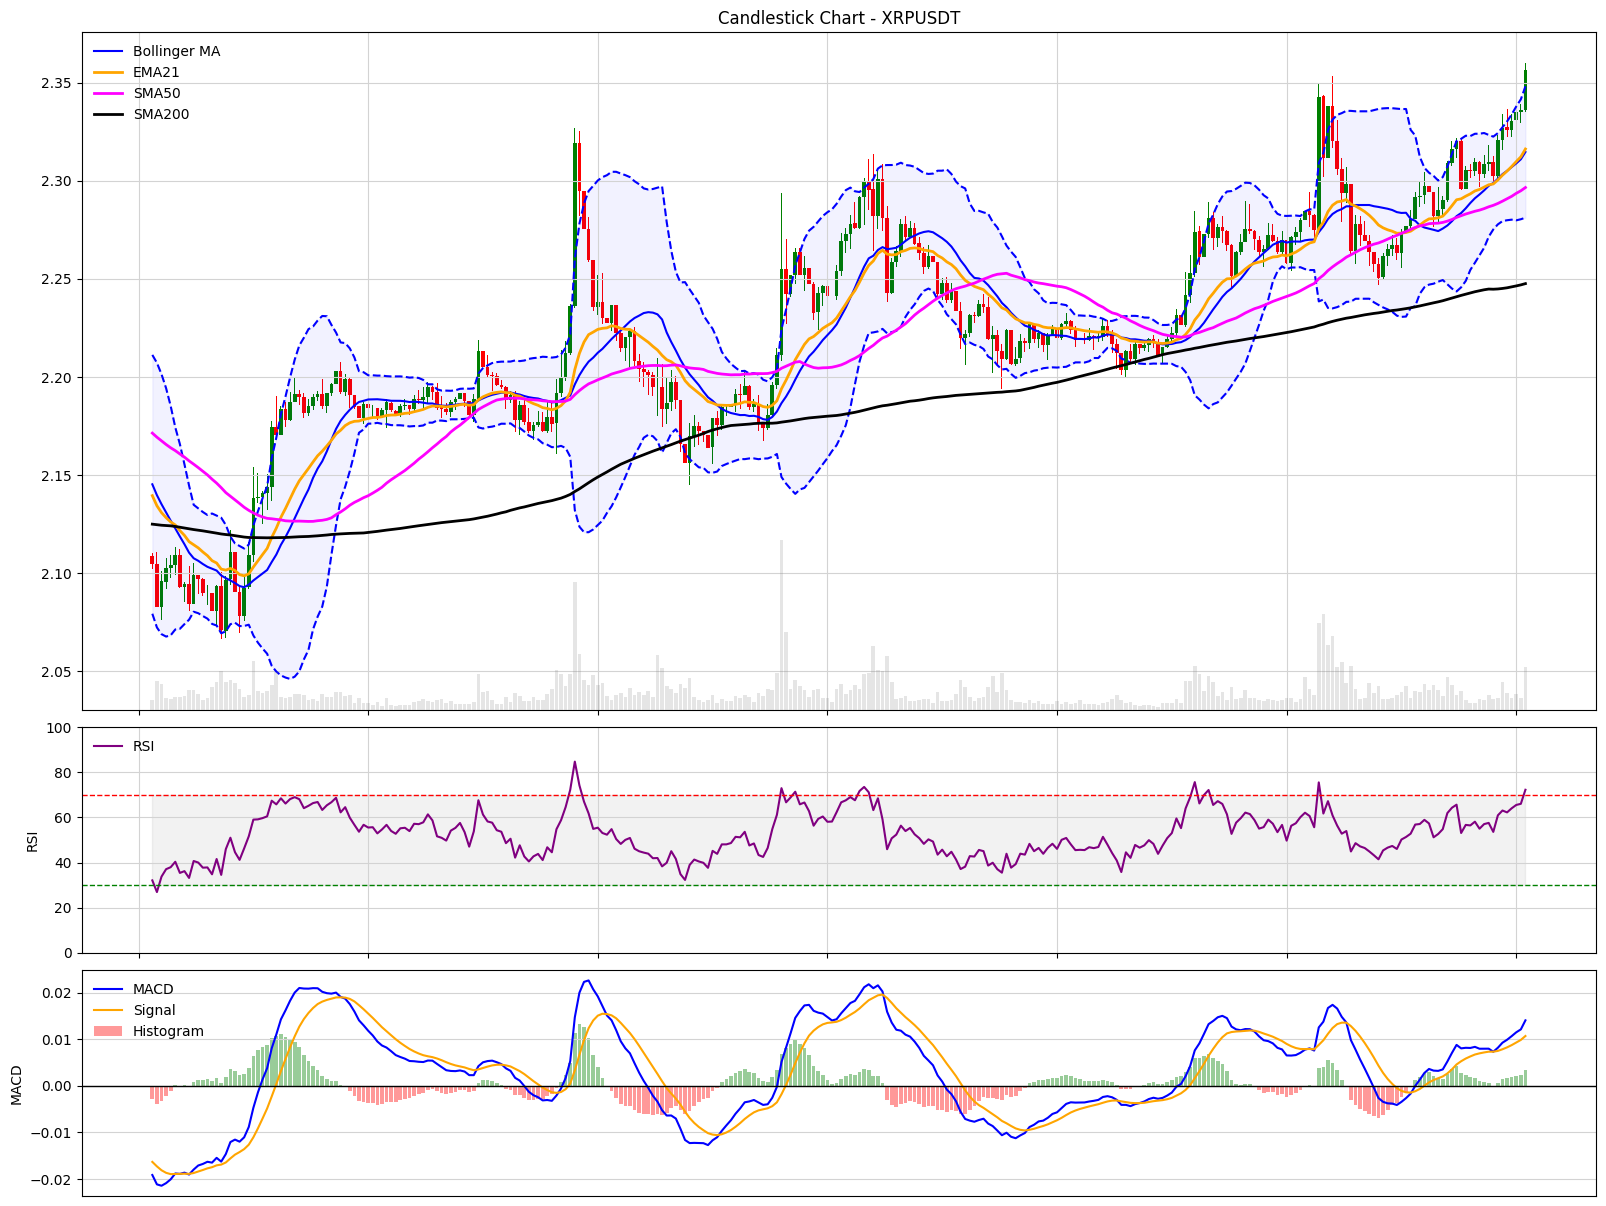 Candlestick Chart - XRPUSDT
Bollinger MA
EMA21
SMA50
SMA200
2.35
2.30
2.25
2.20
2.15
2.10
2.05
100
80
60
40
20
0
RSI
RSI
0.02
0.01
0.00
−0.01
−0.02
MACD
MACD
Signal
Histogram